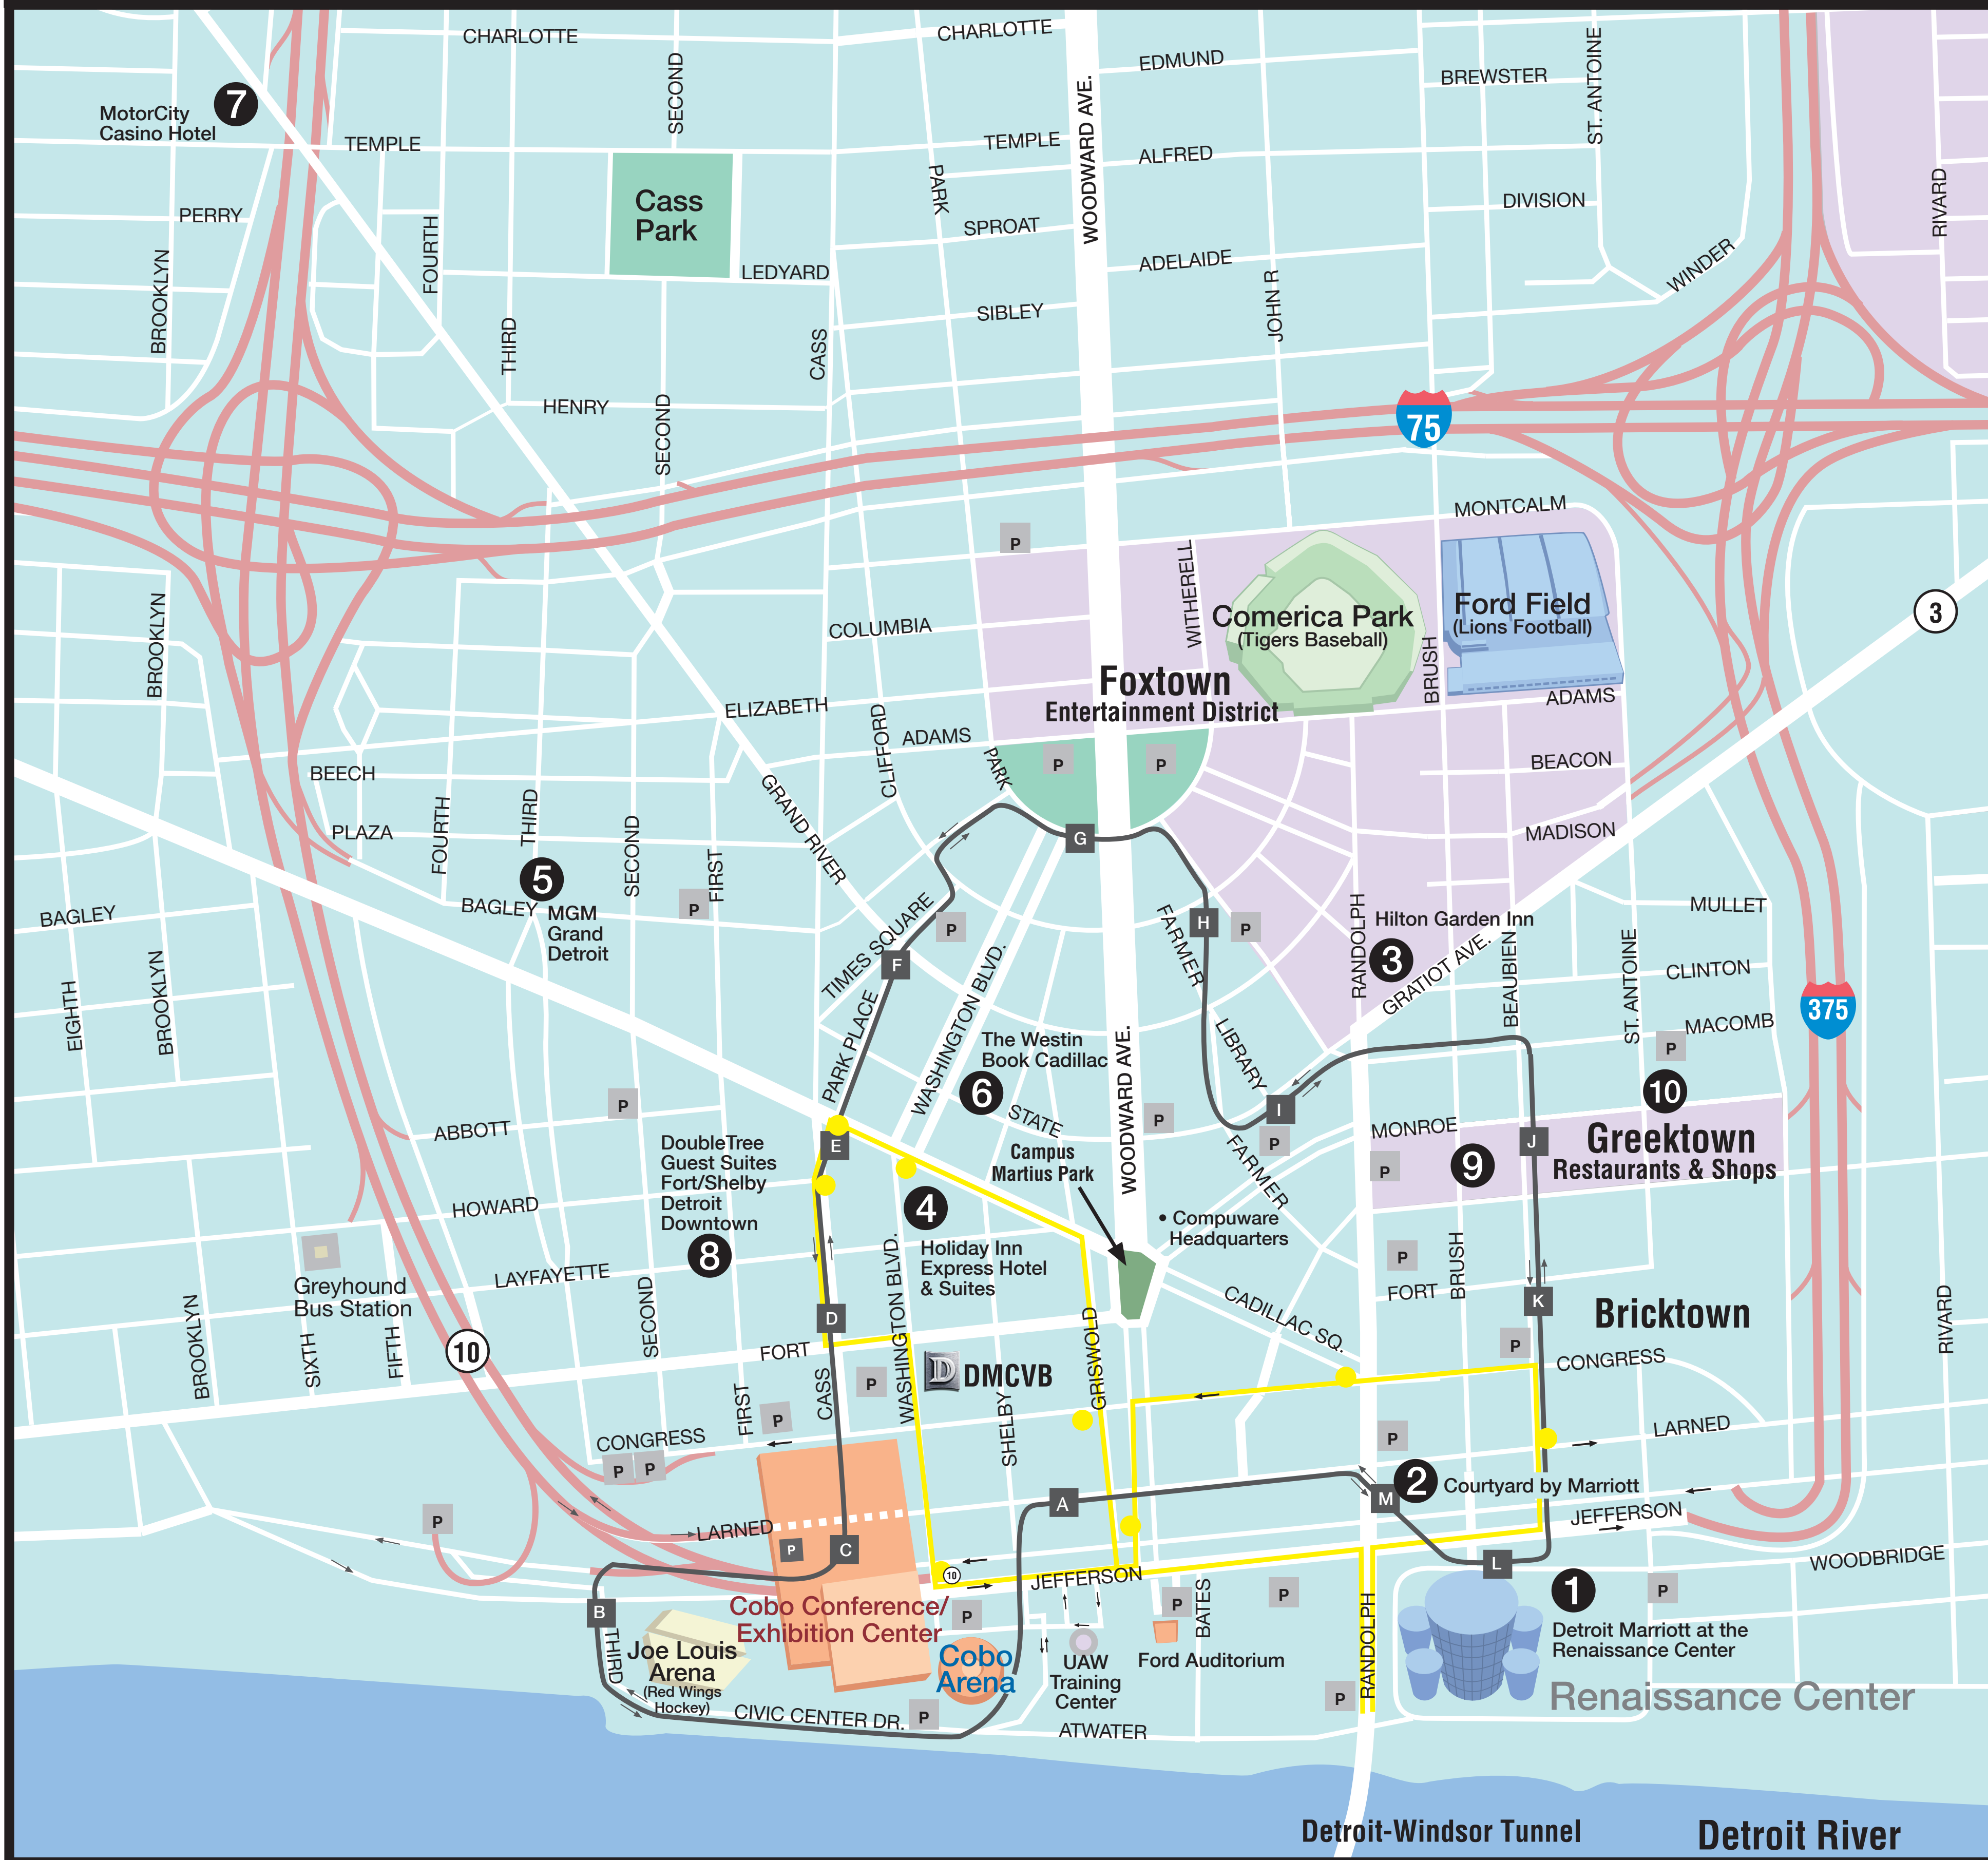 CHARLOTTE
CHARLOTTE
SECOND
WOODWARD AVE.
EDMUND
BREWSTER
ST. ANTOINE
7
MotorCity
Casino Hotel
TEMPLE
TEMPLE
ALFRED
PARK
Cass
Park
PERRY
FOURTH
SPROAT
DIVISION
RIVARD
BROOKLYN
LEDYARD
ADELAIDE
WINDER
JOHN R
THIRD
CASS
SIBLEY
HENRY
SECOND
75
MONTCALM
P
WITHERELL
BROOKLYN
COLUMBIA
Comerica Park
(Tigers Baseball)
Ford Field
(Lions Football)
3
BRUSH
Foxtown
Entertainment District
ELIZABETH
CLIFFORD
ADAMS
ADAMS
PARK
P
P
BEACON
BEECH
GRAND RIVER
PLAZA
FOURTH
THIRD
SECOND
FIRST
G
MADISON
5
BAGLEY
BAGLEY
MGM
Grand
Detroit
P
TIMES SQUARE
P
F
FARMER
H
P
RANDOLPH
Hilton Garden Inn
3
GRATIOT AVE.
BEAUBIEN
MULLET
ST. ANTOINE
CLINTON
375
MACOMB
P
EIGHTH
BROOKLYN
PARK PLACE
WASHINGTON BLVD.
WOODWARD AVE.
LIBRARY
The Westin
Book Cadillac
6
STATE
P
I
P
FARMER
10
MONROE
P
9
J
Greektown
Restaurants & Shops
P
ABBOTT
E
Campus
Martius Park
DoubleTree
Guest Suites
Fort/Shelby
Detroit
Downtown
8
4
Holiday Inn
Express Hotel
& Suites
• Compuware
Headquarters
HOWARD
LAYFAYETTE
Greyhound
Bus Station
WASHINGTON BLVD.
P
BRUSH
FORT
K
Bricktown
CADILLAC SQ.
BROOKLYN
SIXTH
FIFTH
10
SECOND
FORT
D
GRISWOLD
P
CONGRESS
RIVARD
D DMCVB
CASS
P
WASHINGTON BLVD.
FIRST
P
SHELBY
CONGRESS
P
P
P
LARNED
M
2
Courtyard by Marriott
A
P
LARNED
P
C
JEFFERSON
10
JEFFERSON
L
WOODBRIDGE
B
THIRD
Cobo Conference/
Exhibition Center
P
P
BATES
P
RANDOLPH
1
P
Detroit Marriott at the
Renaissance Center
Joe Louis
Arena
(Red Wings
Hockey)
Cobo
Arena
UAW
Training
Center
Ford Auditorium
P
Renaissance Center
CIVIC CENTER DR.
P
ATWATER
Detroit-Windsor Tunnel
Detroit River